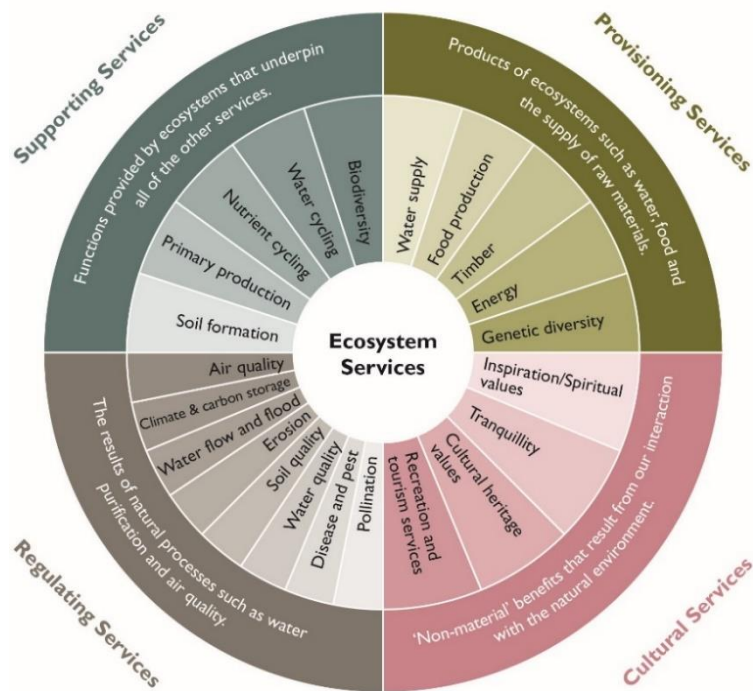 Supporting Services
Functions provided by ecosystems that underpin
all of the other services.
Soil formation
Primary production
Nutrient cycling
Water cycling
Biodiversity
Provisioning Services
Products of ecosystems such as water, food and
the supply of raw materials.
Water supply
Food production
Timber
Energy
Genetic diversity
Ecosystem
Services
Cultural Services
Inspiration/Spiritual
values
Tranquillity
Cultural heritage
values
Recreation and
tourism services
'Non-material' benefits that result from our interaction
with the natural environment.
Regulating Services
Air quality
Climate & carbon storage
Water flow and flood
Erosion
Soil quality
Water quality
Disease and pest
Pollination
The results of natural processes such as water
purification and air quality.